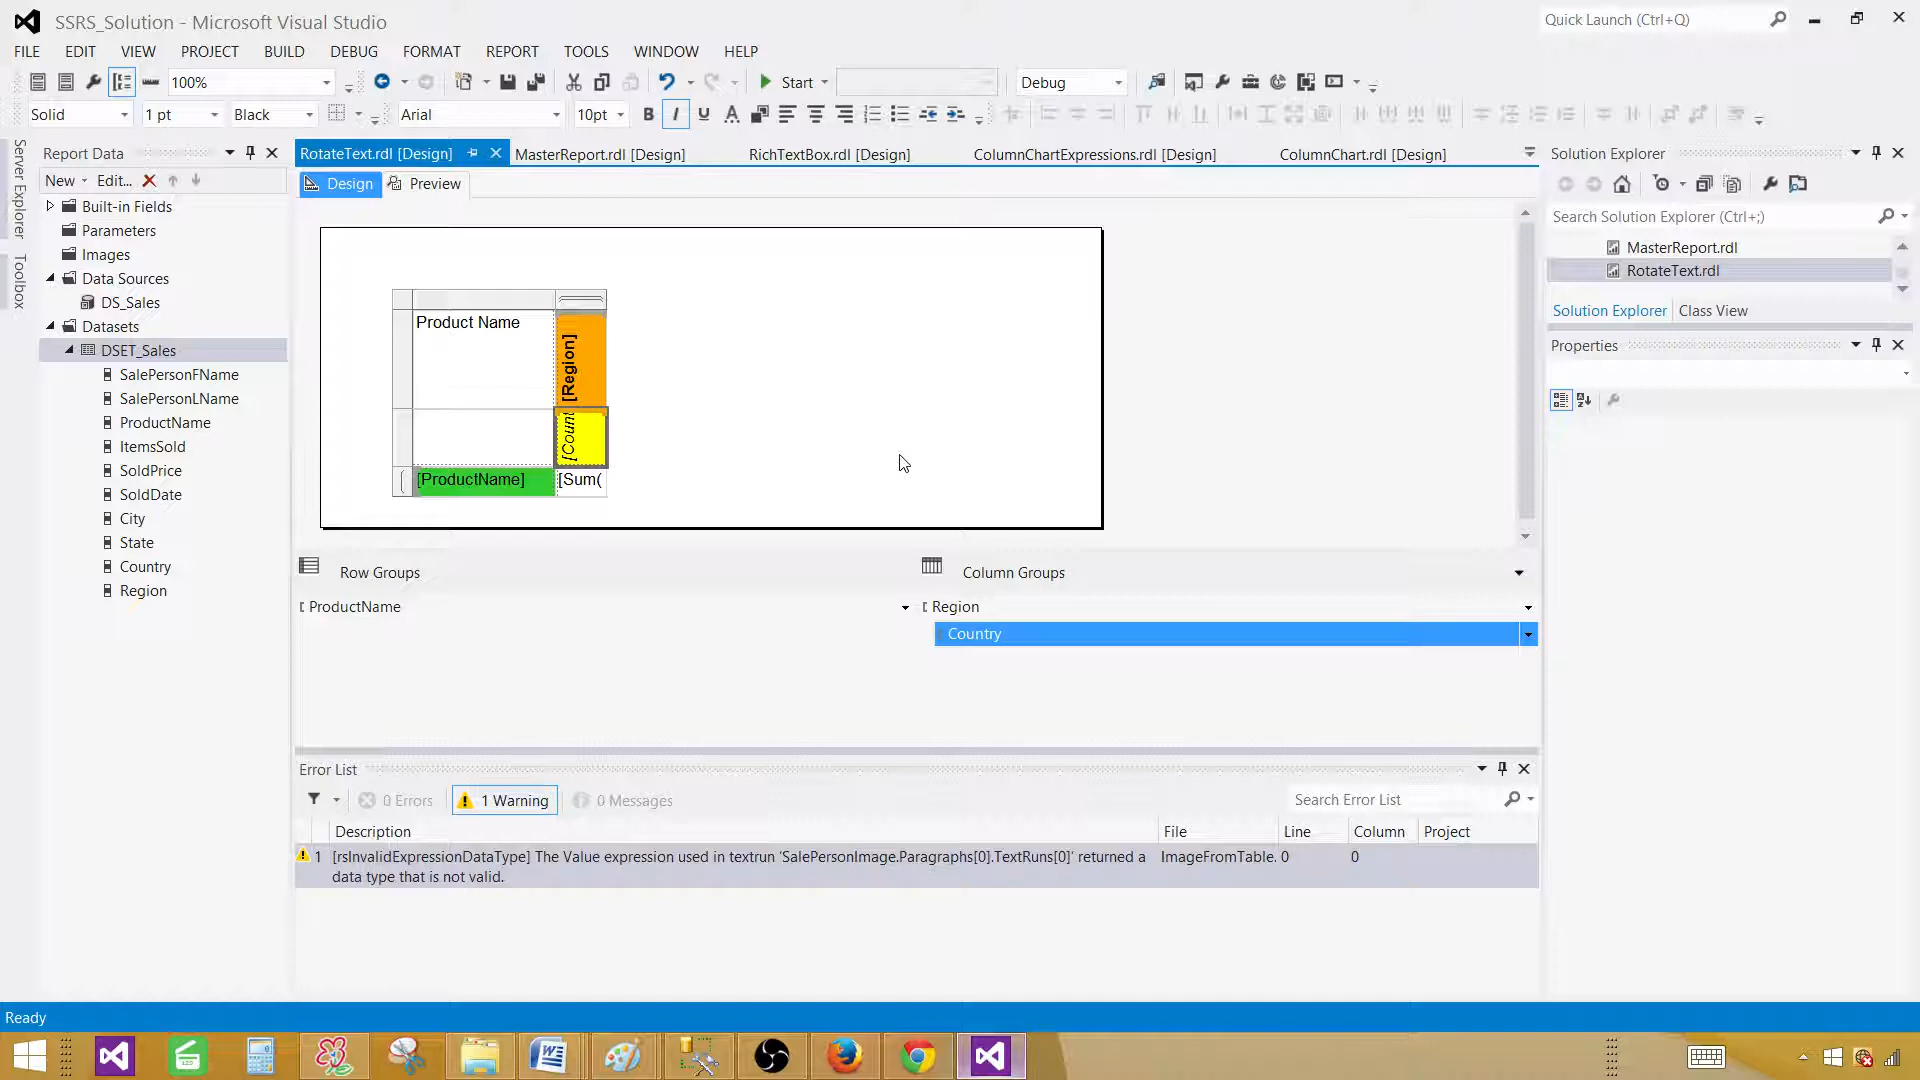 SSRS_Solution - Microsoft Visual Studio
Quick Launch (Ctrl+Q)
FILE EDIT VIEW PROJECT BUILD DEBUG FORMAT REPORT TOOLS WINDOW HELP
100% Start Debug
Solid 1 pt Black Arial 10pt B I U A
Server Explorer
Toolbox
Report Data
New Edit...
Built-in Fields
Parameters
Images
Data Sources
DS_Sales
Datasets
DSET_Sales
SalePersonFName
SalePersonLName
ProductName
ItemsSold
SoldPrice
SoldDate
City
State
Country
Region
RotateText.rdl [Design] MasterReport.rdl [Design] RichTextBox.rdl [Design] ColumnChartExpressions.rdl [Design] ColumnChart.rdl [Design]
Design Preview
Product Name
[Region]
[Count
[ProductName] [Sum(
Row Groups Column Groups
ProductName Region
Country
Error List
0 Errors 1 Warning 0 Messages Search Error List
Description File Line Column Project
1 [rsInvalidExpressionDataType] The Value expression used in textrun 'SalePersonImage.Paragraphs[0].TextRuns[0]' returned a ImageFromTable. 0 0
data type that is not valid.
Solution Explorer
Search Solution Explorer (Ctrl+;)
MasterReport.rdl
RotateText.rdl
Solution Explorer Class View
Properties
Ready